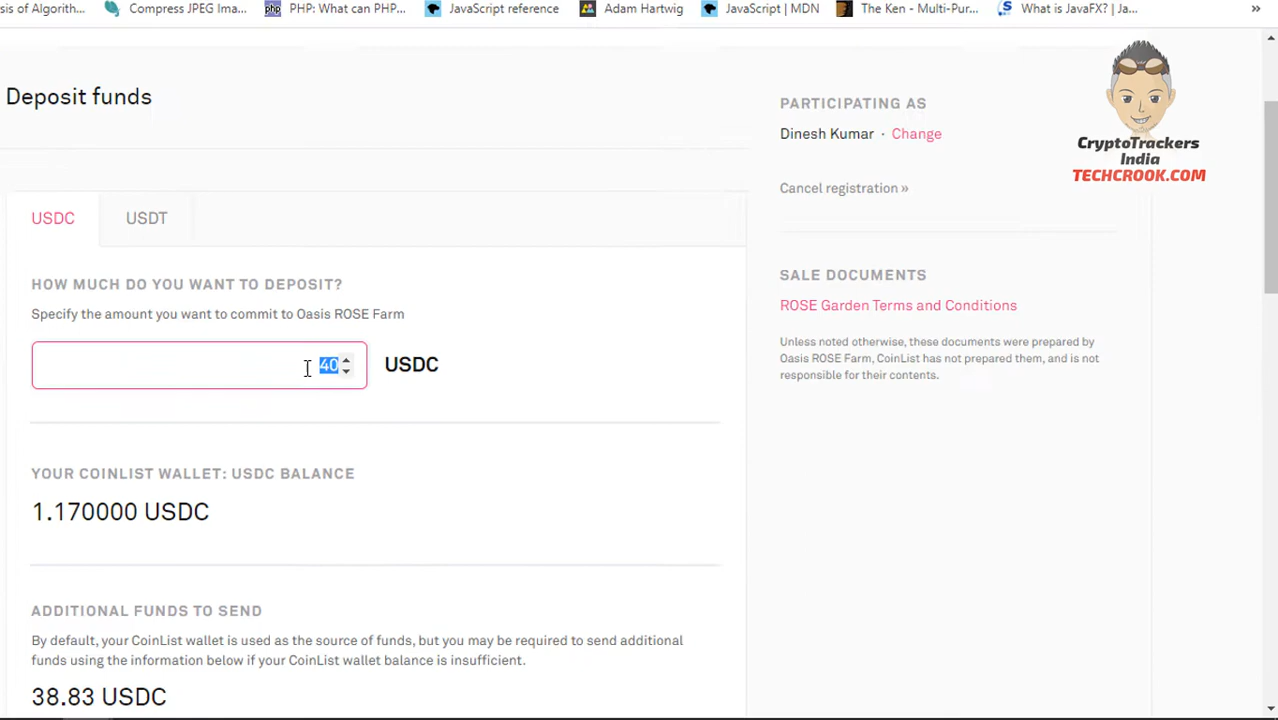 sis of Algorith...
Compress JPEG Ima...
php
PHP: What can PHP...
JavaScript reference
Adam Hartwig
JavaScript | MDN
The Ken - Multi-Pur...
What is JavaFX? | Ja...
»
Deposit funds
USDC
USDT
HOW MUCH DO YOU WANT TO DEPOSIT?
Specify the amount you want to commit to Oasis ROSE Farm
40
USDC
YOUR COINLIST WALLET: USDC BALANCE
1.170000 USDC
ADDITIONAL FUNDS TO SEND
By default, your CoinList wallet is used as the source of funds, but you may be required to send additional
funds using the information below if your CoinList wallet balance is insufficient.
38.83 USDC
PARTICIPATING AS
Dinesh Kumar · Change
Cancel registration »
SALE DOCUMENTS
ROSE Garden Terms and Conditions
Unless noted otherwise, these documents were prepared by
Oasis ROSE Farm, CoinList has not prepared them, and is not
responsible for their contents.
CryptoTrackers
India
TECHCROOK.COM